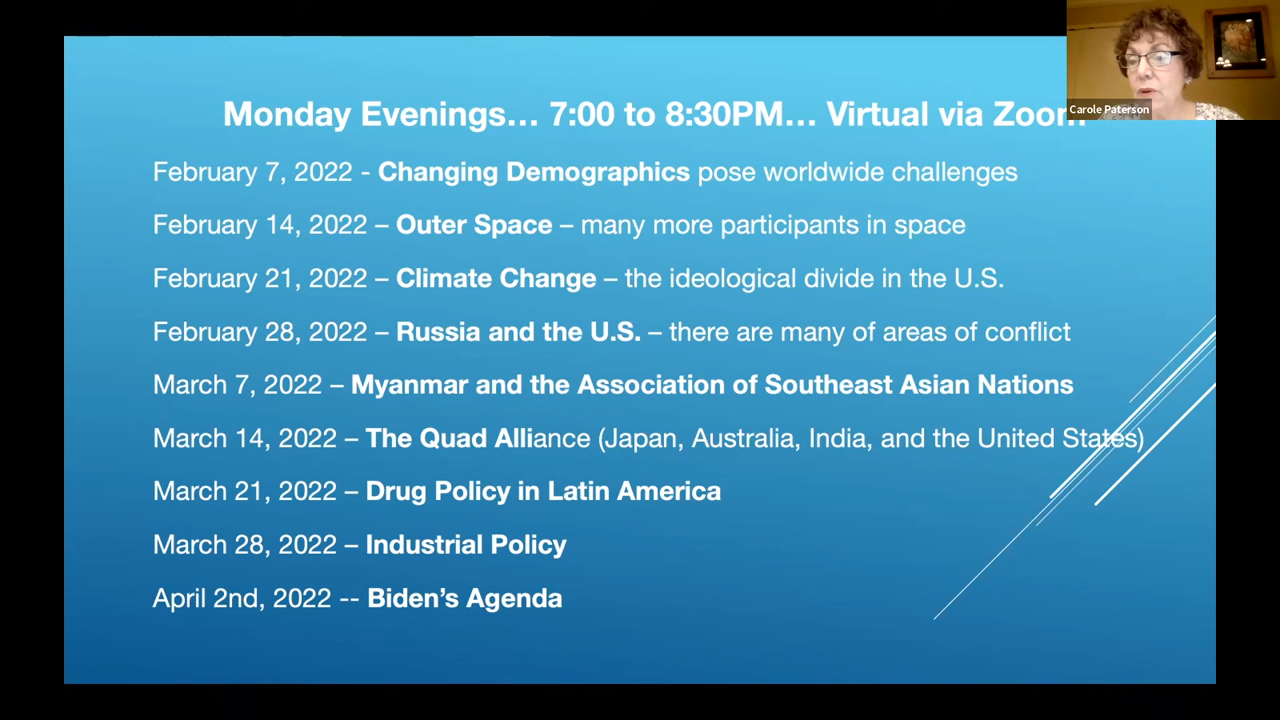 Monday Evenings… 7:00 to 8:30PM… Virtual via Zoom
Carole Paterson
February 7, 2022 - Changing Demographics pose worldwide challenges
February 14, 2022 – Outer Space – many more participants in space
February 21, 2022 – Climate Change – the ideological divide in the U.S.
February 28, 2022 – Russia and the U.S. – there are many of areas of conflict
March 7, 2022 – Myanmar and the Association of Southeast Asian Nations
March 14, 2022 – The Quad Alliance (Japan, Australia, India, and the United States)
March 21, 2022 – Drug Policy in Latin America
March 28, 2022 – Industrial Policy
April 2nd, 2022 -- Biden’s Agenda